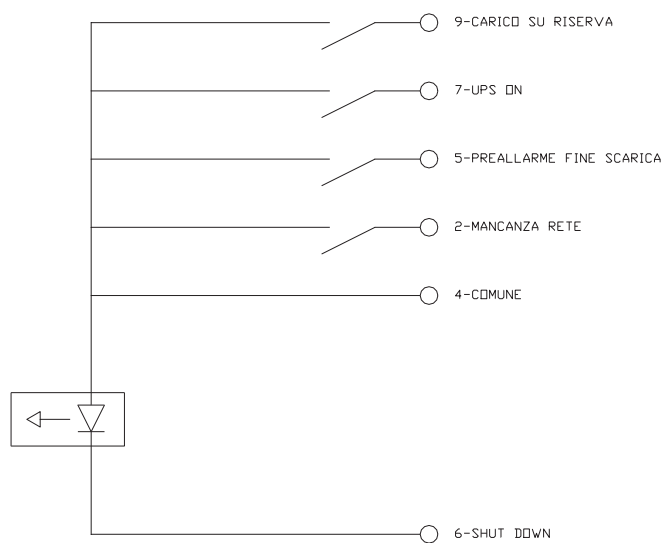 9-CARICO SU RISERVA
7-UPS ON
5-PREALLARME FINE SCARICA
2-MANCANZA RETE
4-COMUNE
6-SHUT DOWN